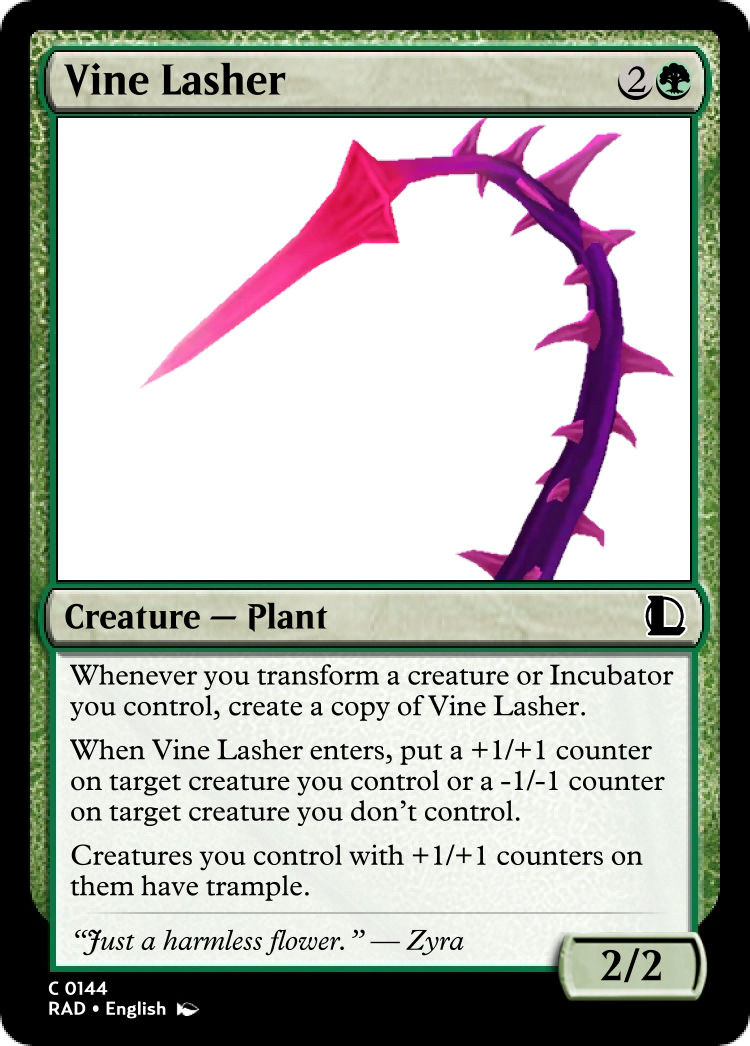 Vine Lasher 2
Creature — Plant
Whenever you transform a creature or Incubator
you control, create a copy of Vine Lasher.
When Vine Lasher enters, put a +1/+1 counter
on target creature you control or a -1/-1 counter
on target creature you don't control.
Creatures you control with +1/+1 counters on
them have trample.
“Just a harmless flower.” — Zyra
2/2
C 0144
RAD • English